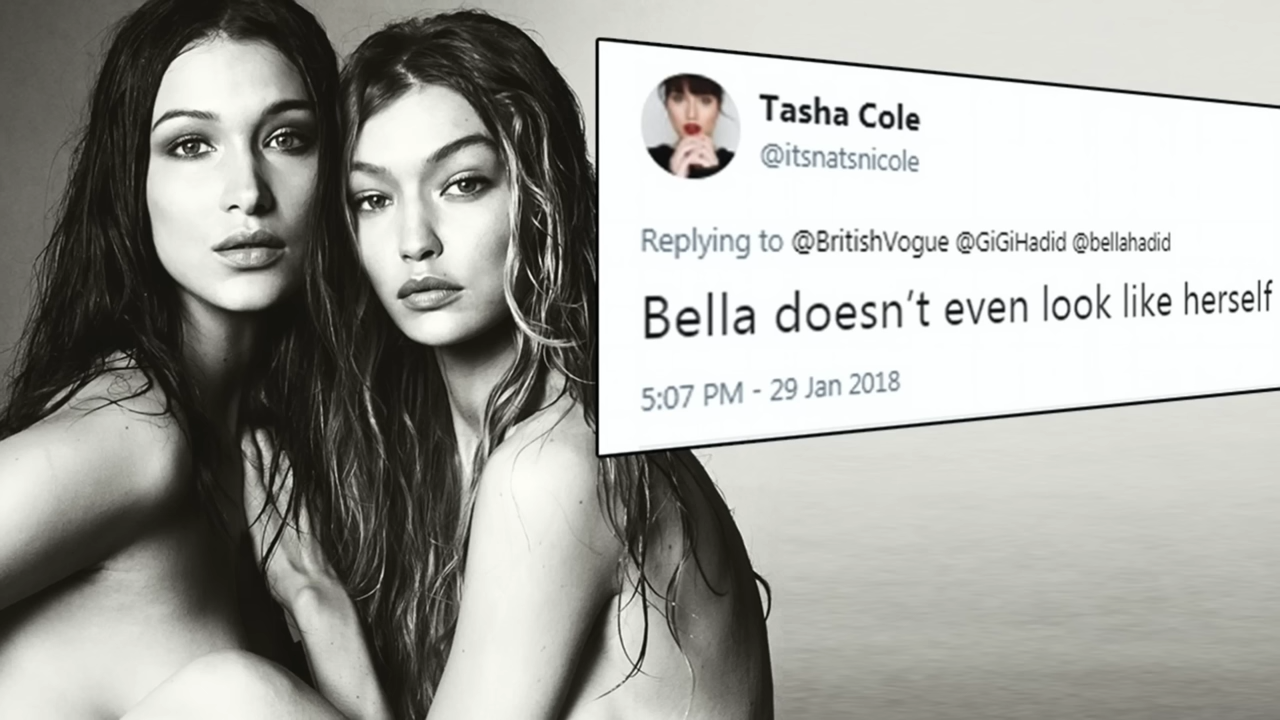 Tasha Cole
@itsnatsnicole
Replying to @BritishVogue @GiGiHadid @bellahadid
Bella doesn't even look like herself
5:07 PM - 29 Jan 2018